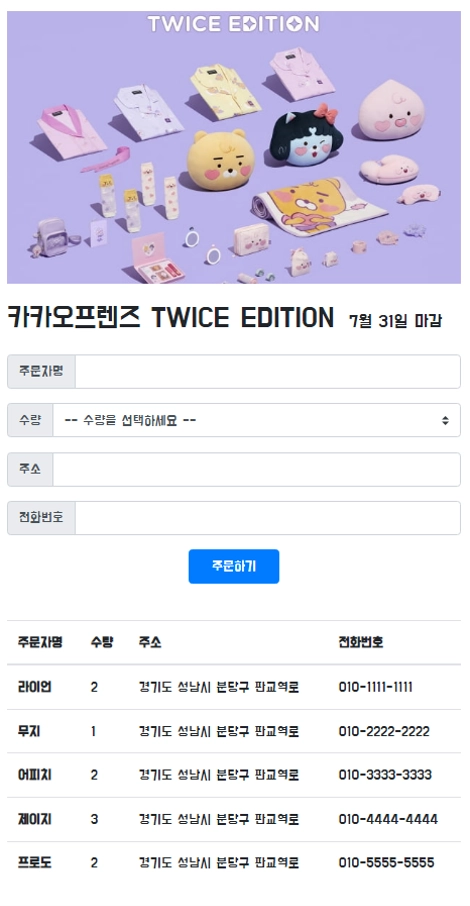 TWICE EDITION
카카오프렌즈 TWICE EDITION 7월 31일 마감
주문자명
수량 -- 수량을 선택하세요 --
주소
전화번호
주문하기
주문자명 수량 주소 전화번호
라이언 2 경기도 성남시 분당구 판교역로 010-1111-1111
무지 1 경기도 성남시 분당구 판교역로 010-2222-2222
어피치 2 경기도 성남시 분당구 판교역로 010-3333-3333
제이지 3 경기도 성남시 분당구 판교역로 010-4444-4444
프로도 2 경기도 성남시 분당구 판교역로 010-5555-5555